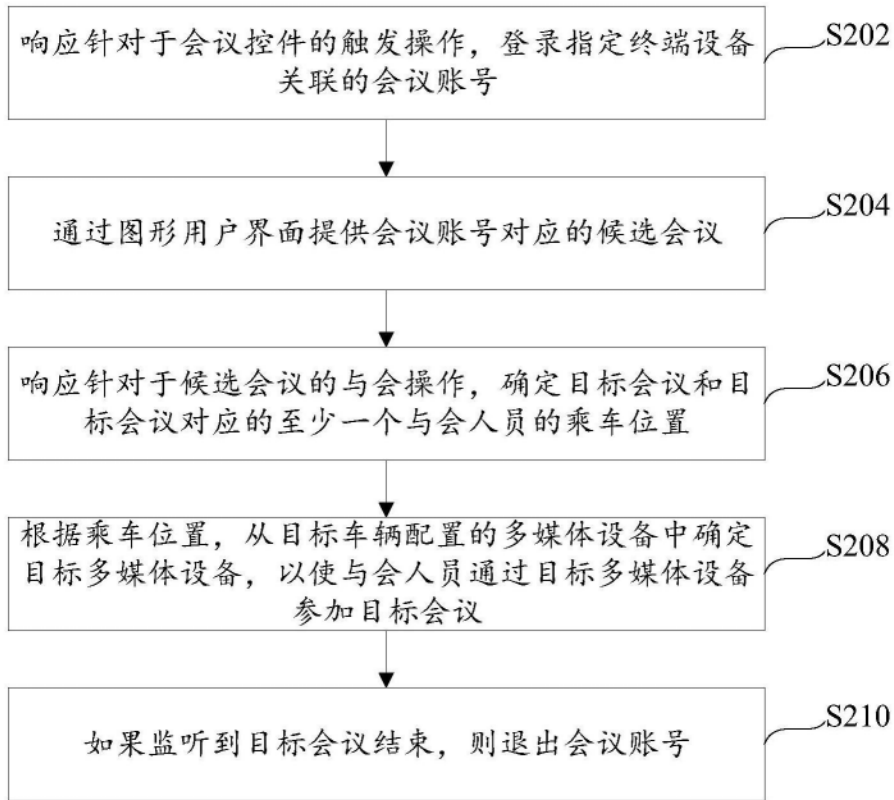 响应针对于会议控件的触发操作，登录指定终端设备
关联的会议账号
S202
通过图形用户界面提供会议账号对应的候选会议
S204
响应针对于候选会议的与会操作，确定目标会议和目
标会议对应的至少一个与会人员的乘车位置
S206
根据乘车位置，从目标车辆配置的多媒体设备中确定
目标多媒体设备，以使与会人员通过目标多媒体设备
参加目标会议
S208
如果监听到目标会议结束，则退出会议账号
S210